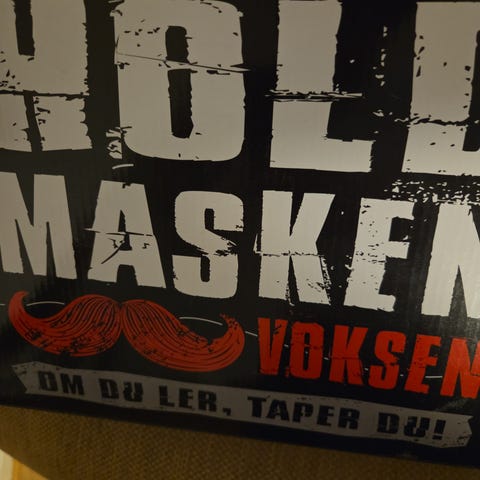 HOLD
MASKEN
VOKSEN
OM DU LER, TAPER DU!